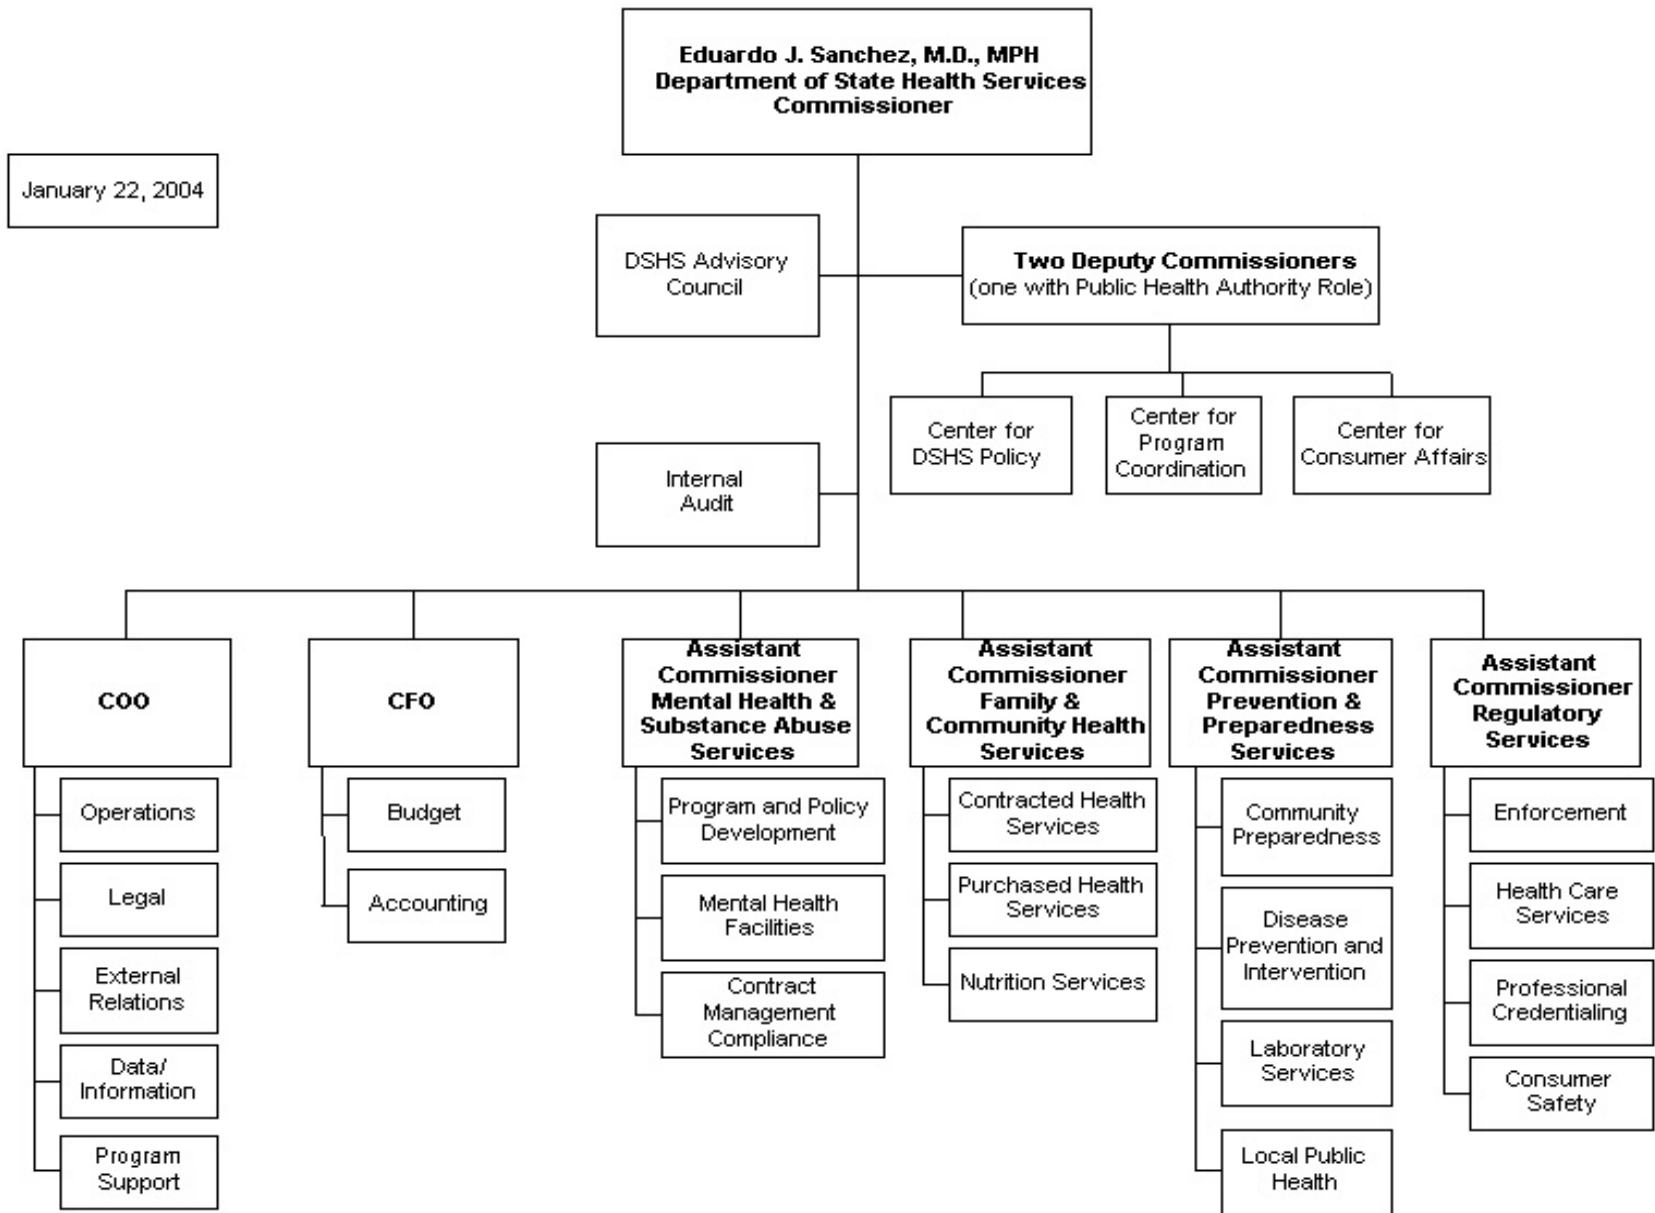 Eduardo J. Sanchez, M.D., MPH
Department of State Health Services
Commissioner
January 22, 2004
DSHS Advisory
Council
Two Deputy Commissioners
(one with Public Health Authority Role)
Center for
DSHS Policy
Center for
Program
Coordination
Center for
Consumer Affairs
Internal
Audit
COO
Operations
Legal
External
Relations
Data/
Information
Program
Support
CFO
Budget
Accounting
Assistant
Commissioner
Mental Health &
Substance Abuse
Services
Program and Policy
Development
Mental Health
Facilities
Contract
Management
Compliance
Assistant
Commissioner
Family &
Community Health
Services
Contracted Health
Services
Purchased Health
Services
Nutrition Services
Assistant
Commissioner
Prevention &
Preparedness
Services
Community
Preparedness
Disease
Prevention and
Intervention
Laboratory
Services
Local Public
Health
Assistant
Commissioner
Regulatory
Services
Enforcement
Health Care
Services
Professional
Credentialing
Consumer
Safety